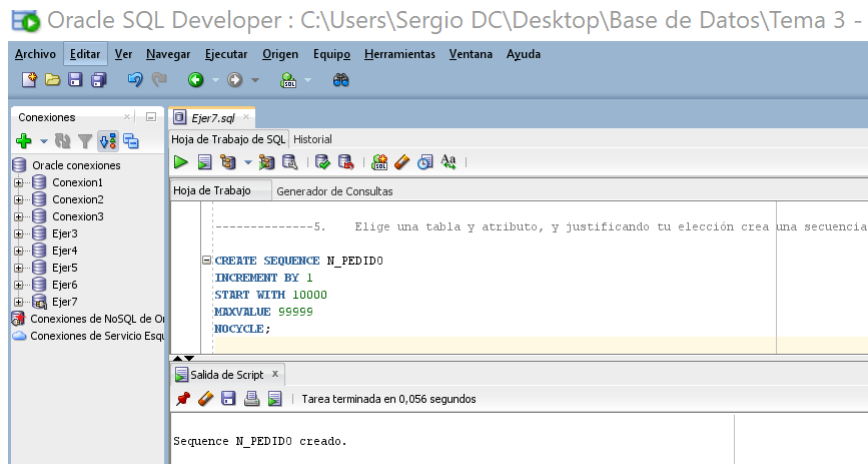 Oracle SQL Developer : C:\Users\Sergio DC\Desktop\Base de Datos\Tema 3 -
Archivo Editar Ver Navegar Ejecutar Origen Equipo Herramientas Ventana Ayuda
Conexiones
Oracle conexiones
Conexion1
Conexion2
Conexion3
Ejer3
Ejer4
Ejer5
Ejer6
Ejer7
Conexiones de NoSQL de Or
Conexiones de Servicio Esqu
Ejer7.sql
Hoja de Trabajo de SQL Historial
Hoja de Trabajo Generador de Consultas
--------------5. Elige una tabla y atributo, y justificando tu elección crea una secuencia
CREATE SEQUENCE N_PEDIDO
INCREMENT BY 1
START WITH 10000
MAXVALUE 99999
NOCYCLE;
Salida de Script x
Tarea terminada en 0,056 segundos
Sequence N_PEDIDO creado.